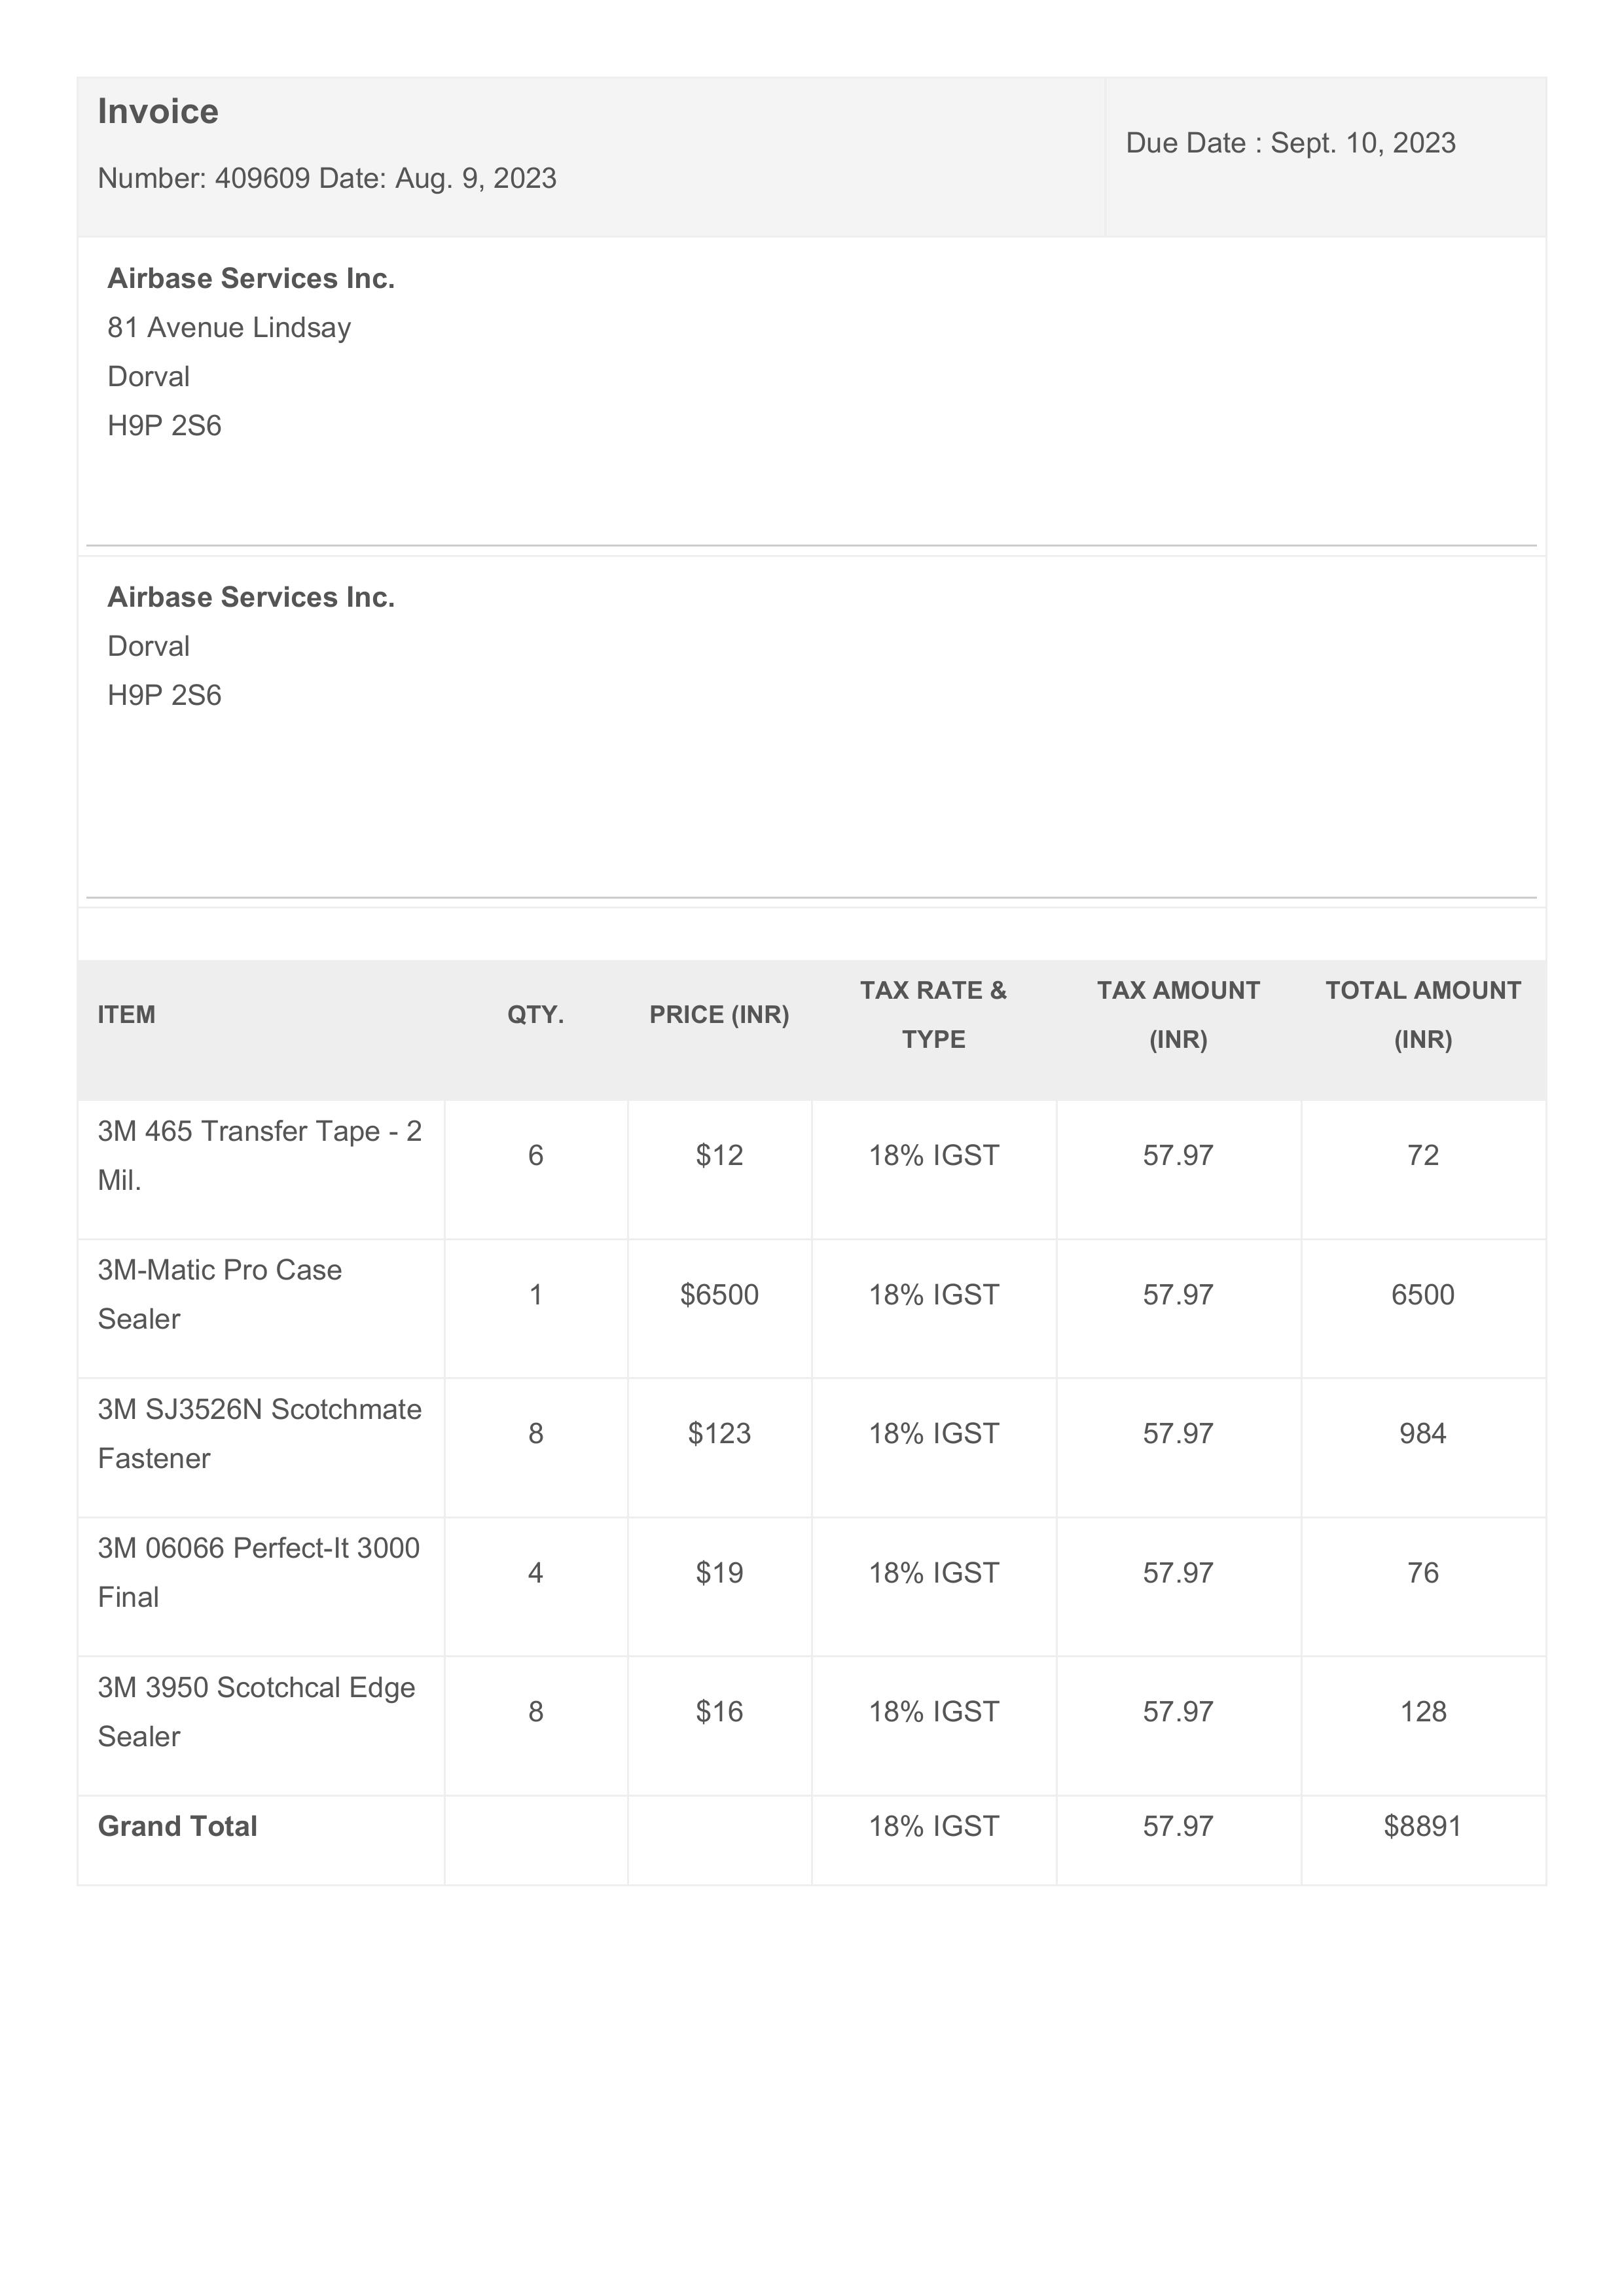 Invoice
Number: 409609 Date: Aug. 9, 2023
Due Date : Sept. 10, 2023
Airbase Services Inc.
81 Avenue Lindsay
Dorval
H9P 2S6
Airbase Services Inc.
Dorval
H9P 2S6
ITEM QTY. PRICE (INR) TAX RATE & TYPE TAX AMOUNT (INR) TOTAL AMOUNT (INR)
3M 465 Transfer Tape - 2 Mil. 6 $12 18% IGST 57.97 72
3M-Matic Pro Case Sealer 1 $6500 18% IGST 57.97 6500
3M SJ3526N Scotchmate Fastener 8 $123 18% IGST 57.97 984
3M 06066 Perfect-It 3000 Final 4 $19 18% IGST 57.97 76
3M 3950 Scotchcal Edge Sealer 8 $16 18% IGST 57.97 128
Grand Total 18% IGST 57.97 $8891